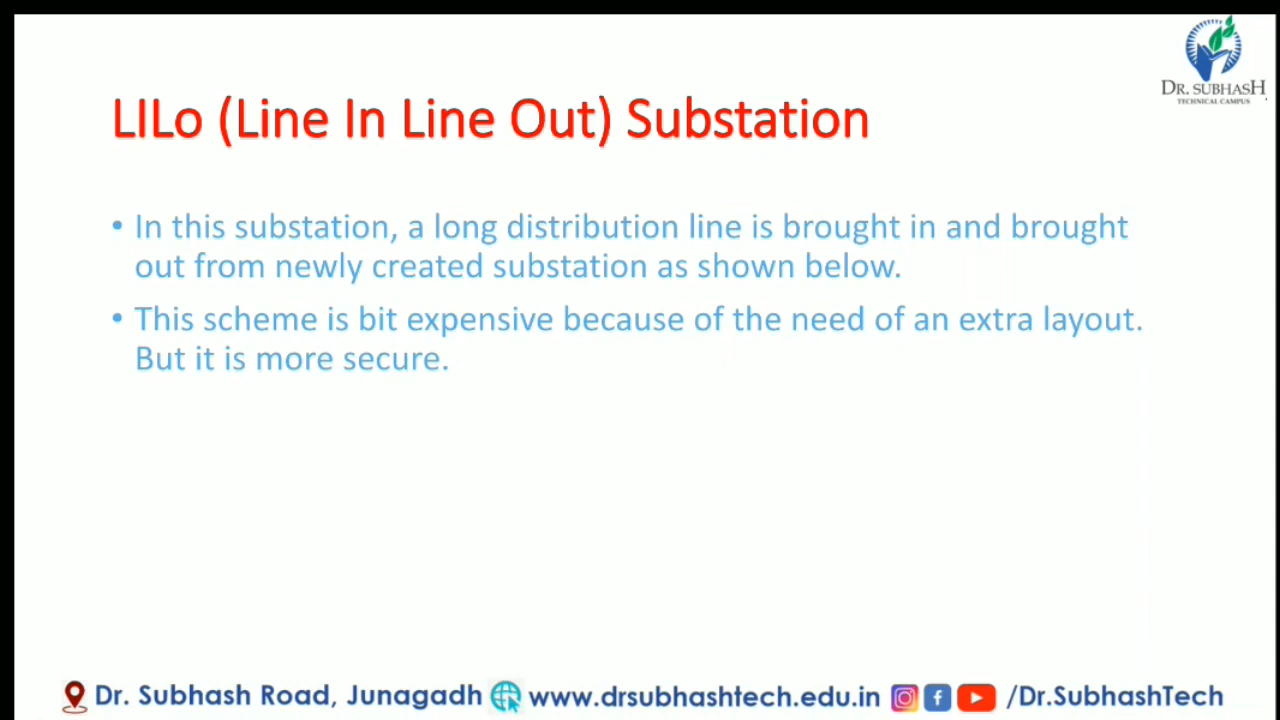 DR. SUBHASH
TECHNICAL CAMPUS
LILo (Line In Line Out) Substation
• In this substation, a long distribution line is brought in and brought
out from newly created substation as shown below.
• This scheme is bit expensive because of the need of an extra layout.
But it is more secure.
Dr. Subhash Road, Junagadh www.drsubhashtech.edu.in /Dr.SubhashTech